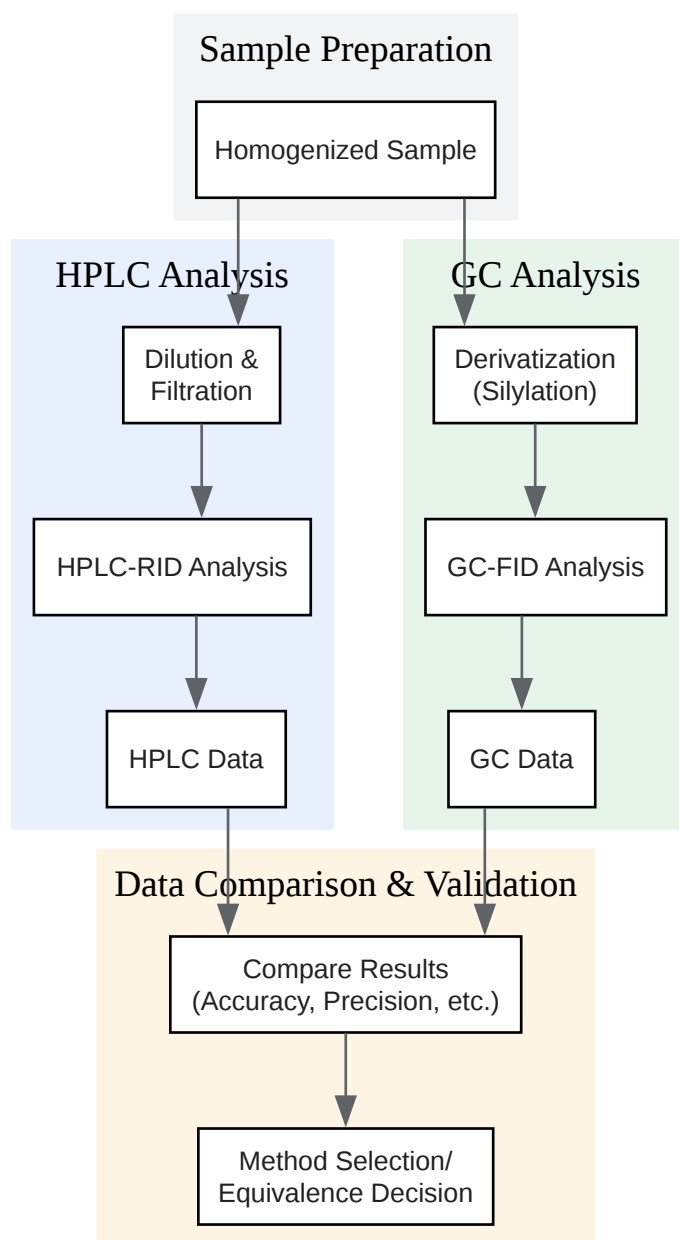 Sample Preparation
Homogenized Sample
HPLC Analysis
GC Analysis
Dilution &
Filtration
Derivatization
(Silylation)
HPLC-RID Analysis
GC-FID Analysis
HPLC Data
GC Data
Data Comparison & Validation
Compare Results
(Accuracy, Precision, etc.)
Method Selection/
Equivalence Decision